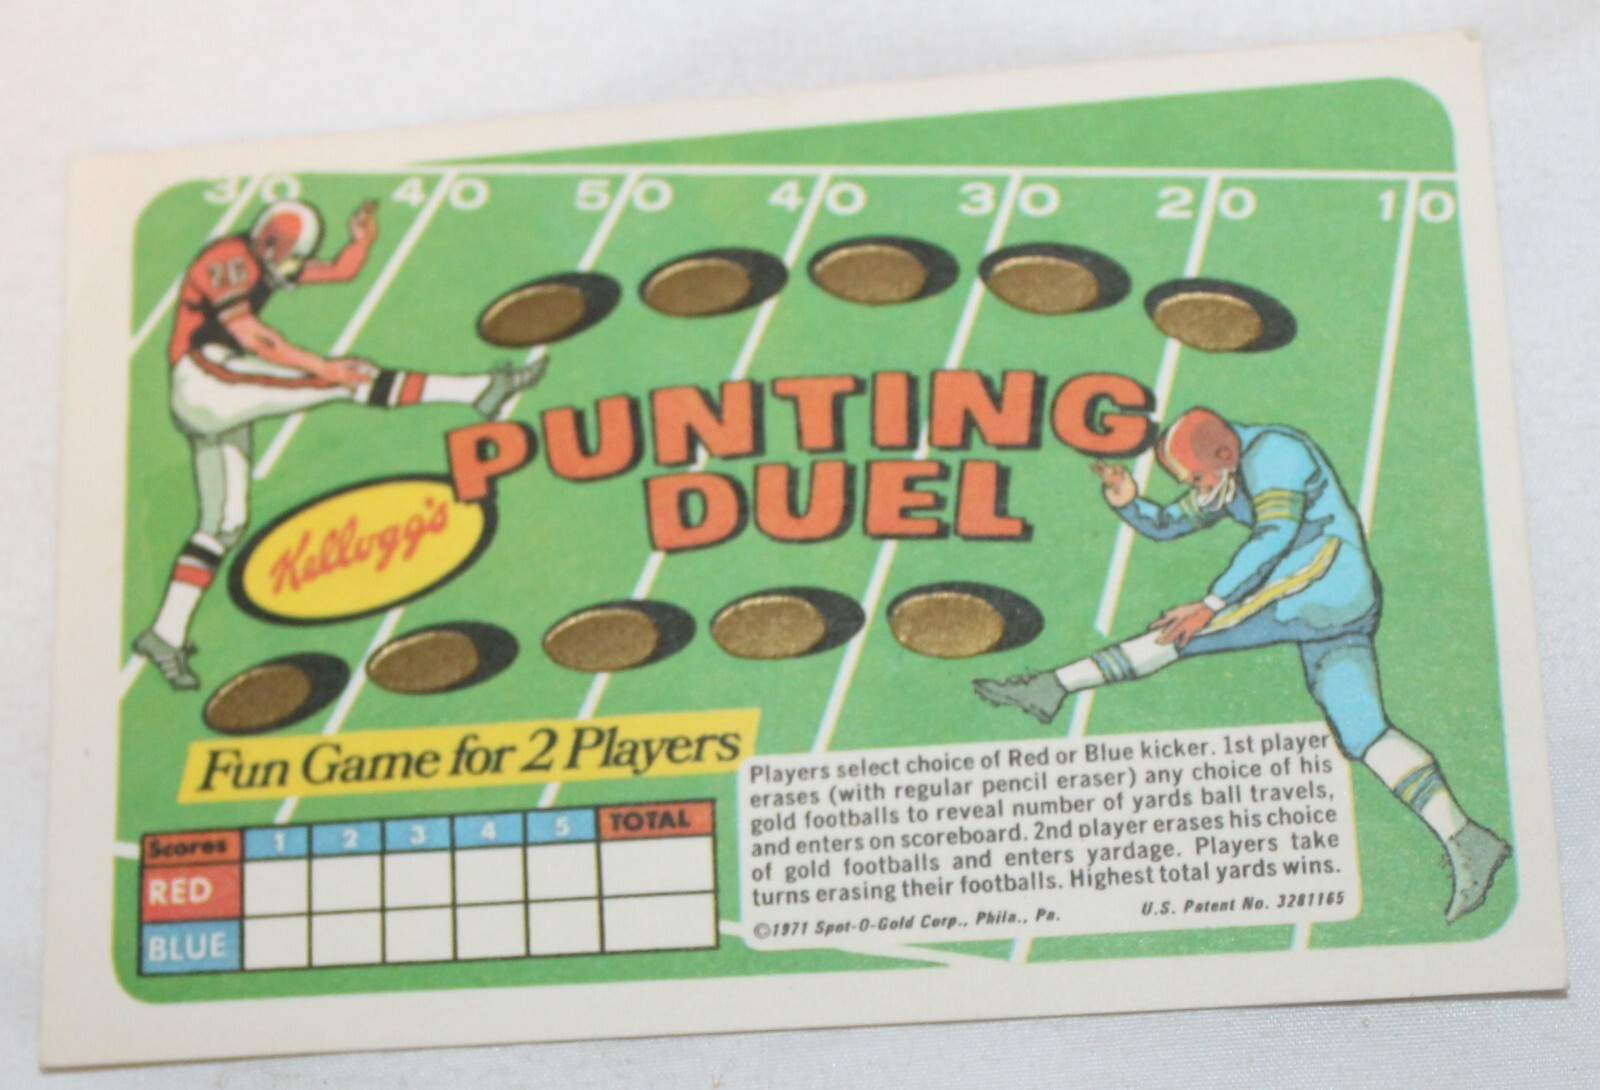 30 40 50 40 30 20 10
26
PUNTING
DUEL
Kellogg's
Fun Game for 2 Players
Scores 1 2 3 4 5 TOTAL
RED
BLUE
Players select choice of Red or Blue kicker. 1st player
erases (with regular pencil eraser) any choice of his
gold footballs to reveal number of yards ball travels,
and enters on scoreboard. 2nd player erases his choice
of gold footballs and enters yardage. Players take
turns erasing their footballs. Highest total yards wins.
©1971 Spot-O-Gold Corp., Phila., Pa. U.S. Patent No. 3281165